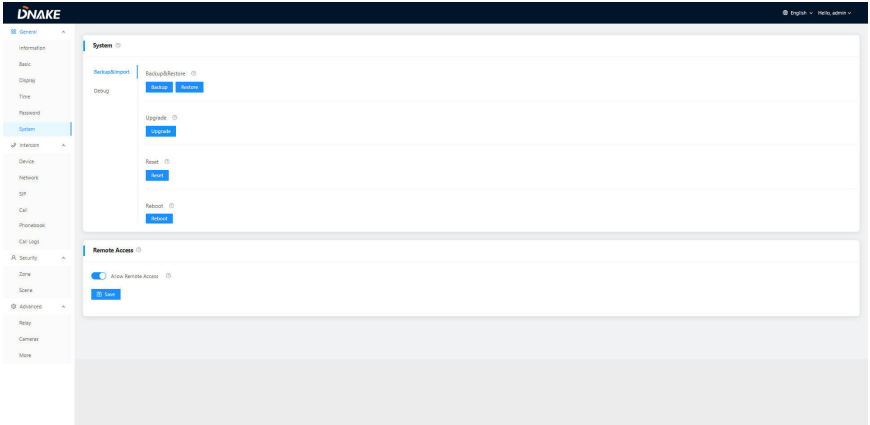 DNAKE
English
Hello, admin
General
Information
Basic
Display
Time
Password
System
Intercom
Device
Network
SIP
Call
Phonebook
Call Logs
Security
Zone
Scene
Advanced
Relay
Cameras
More
System
Backup&Import
Debug
Backup&Restore
Backup
Restore
Upgrade
Upgrade
Reset
Reset
Reboot
Reboot
Remote Access
Allow Remote Access
Save